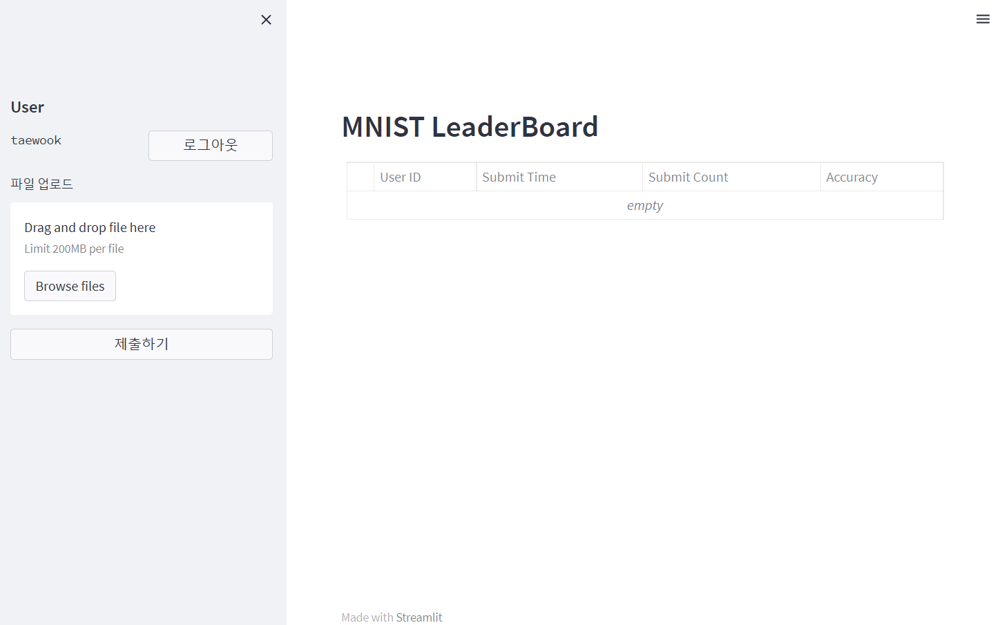 User
taewook
로그아웃
파일 업로드
Drag and drop file here
Limit 200MB per file
Browse files
제출하기
MNIST LeaderBoard
User ID Submit Time Submit Count Accuracy
empty
Made with Streamlit